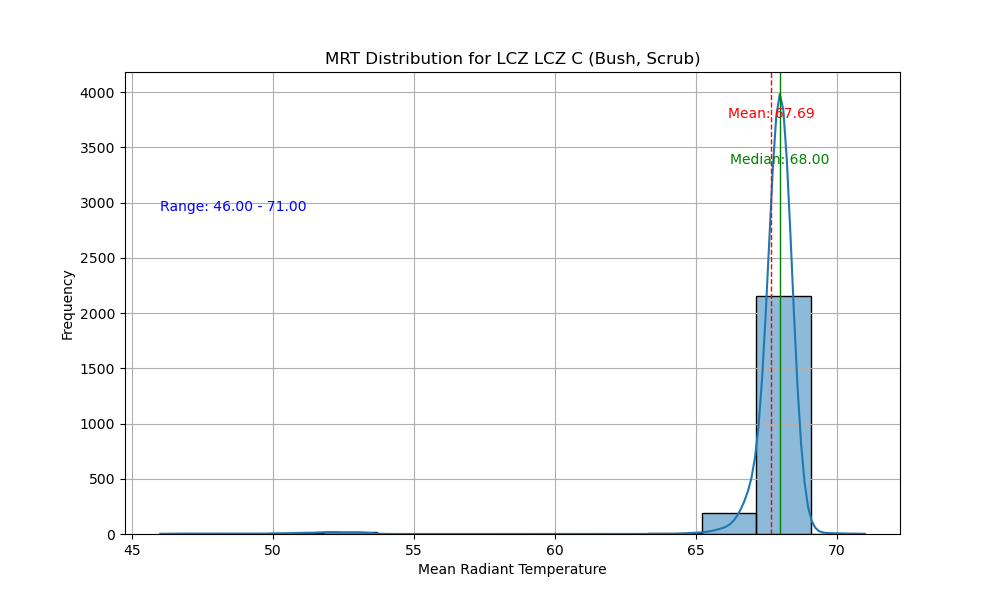 MRT Distribution for LCZ LCZ C (Bush, Scrub)
4000
3500
3000
2500
2000
1500
1000
500
0
Frequency
Mean: 67.69
Median: 68.00
Range: 46.00 - 71.00
45
50
55
60
65
70
Mean Radiant Temperature